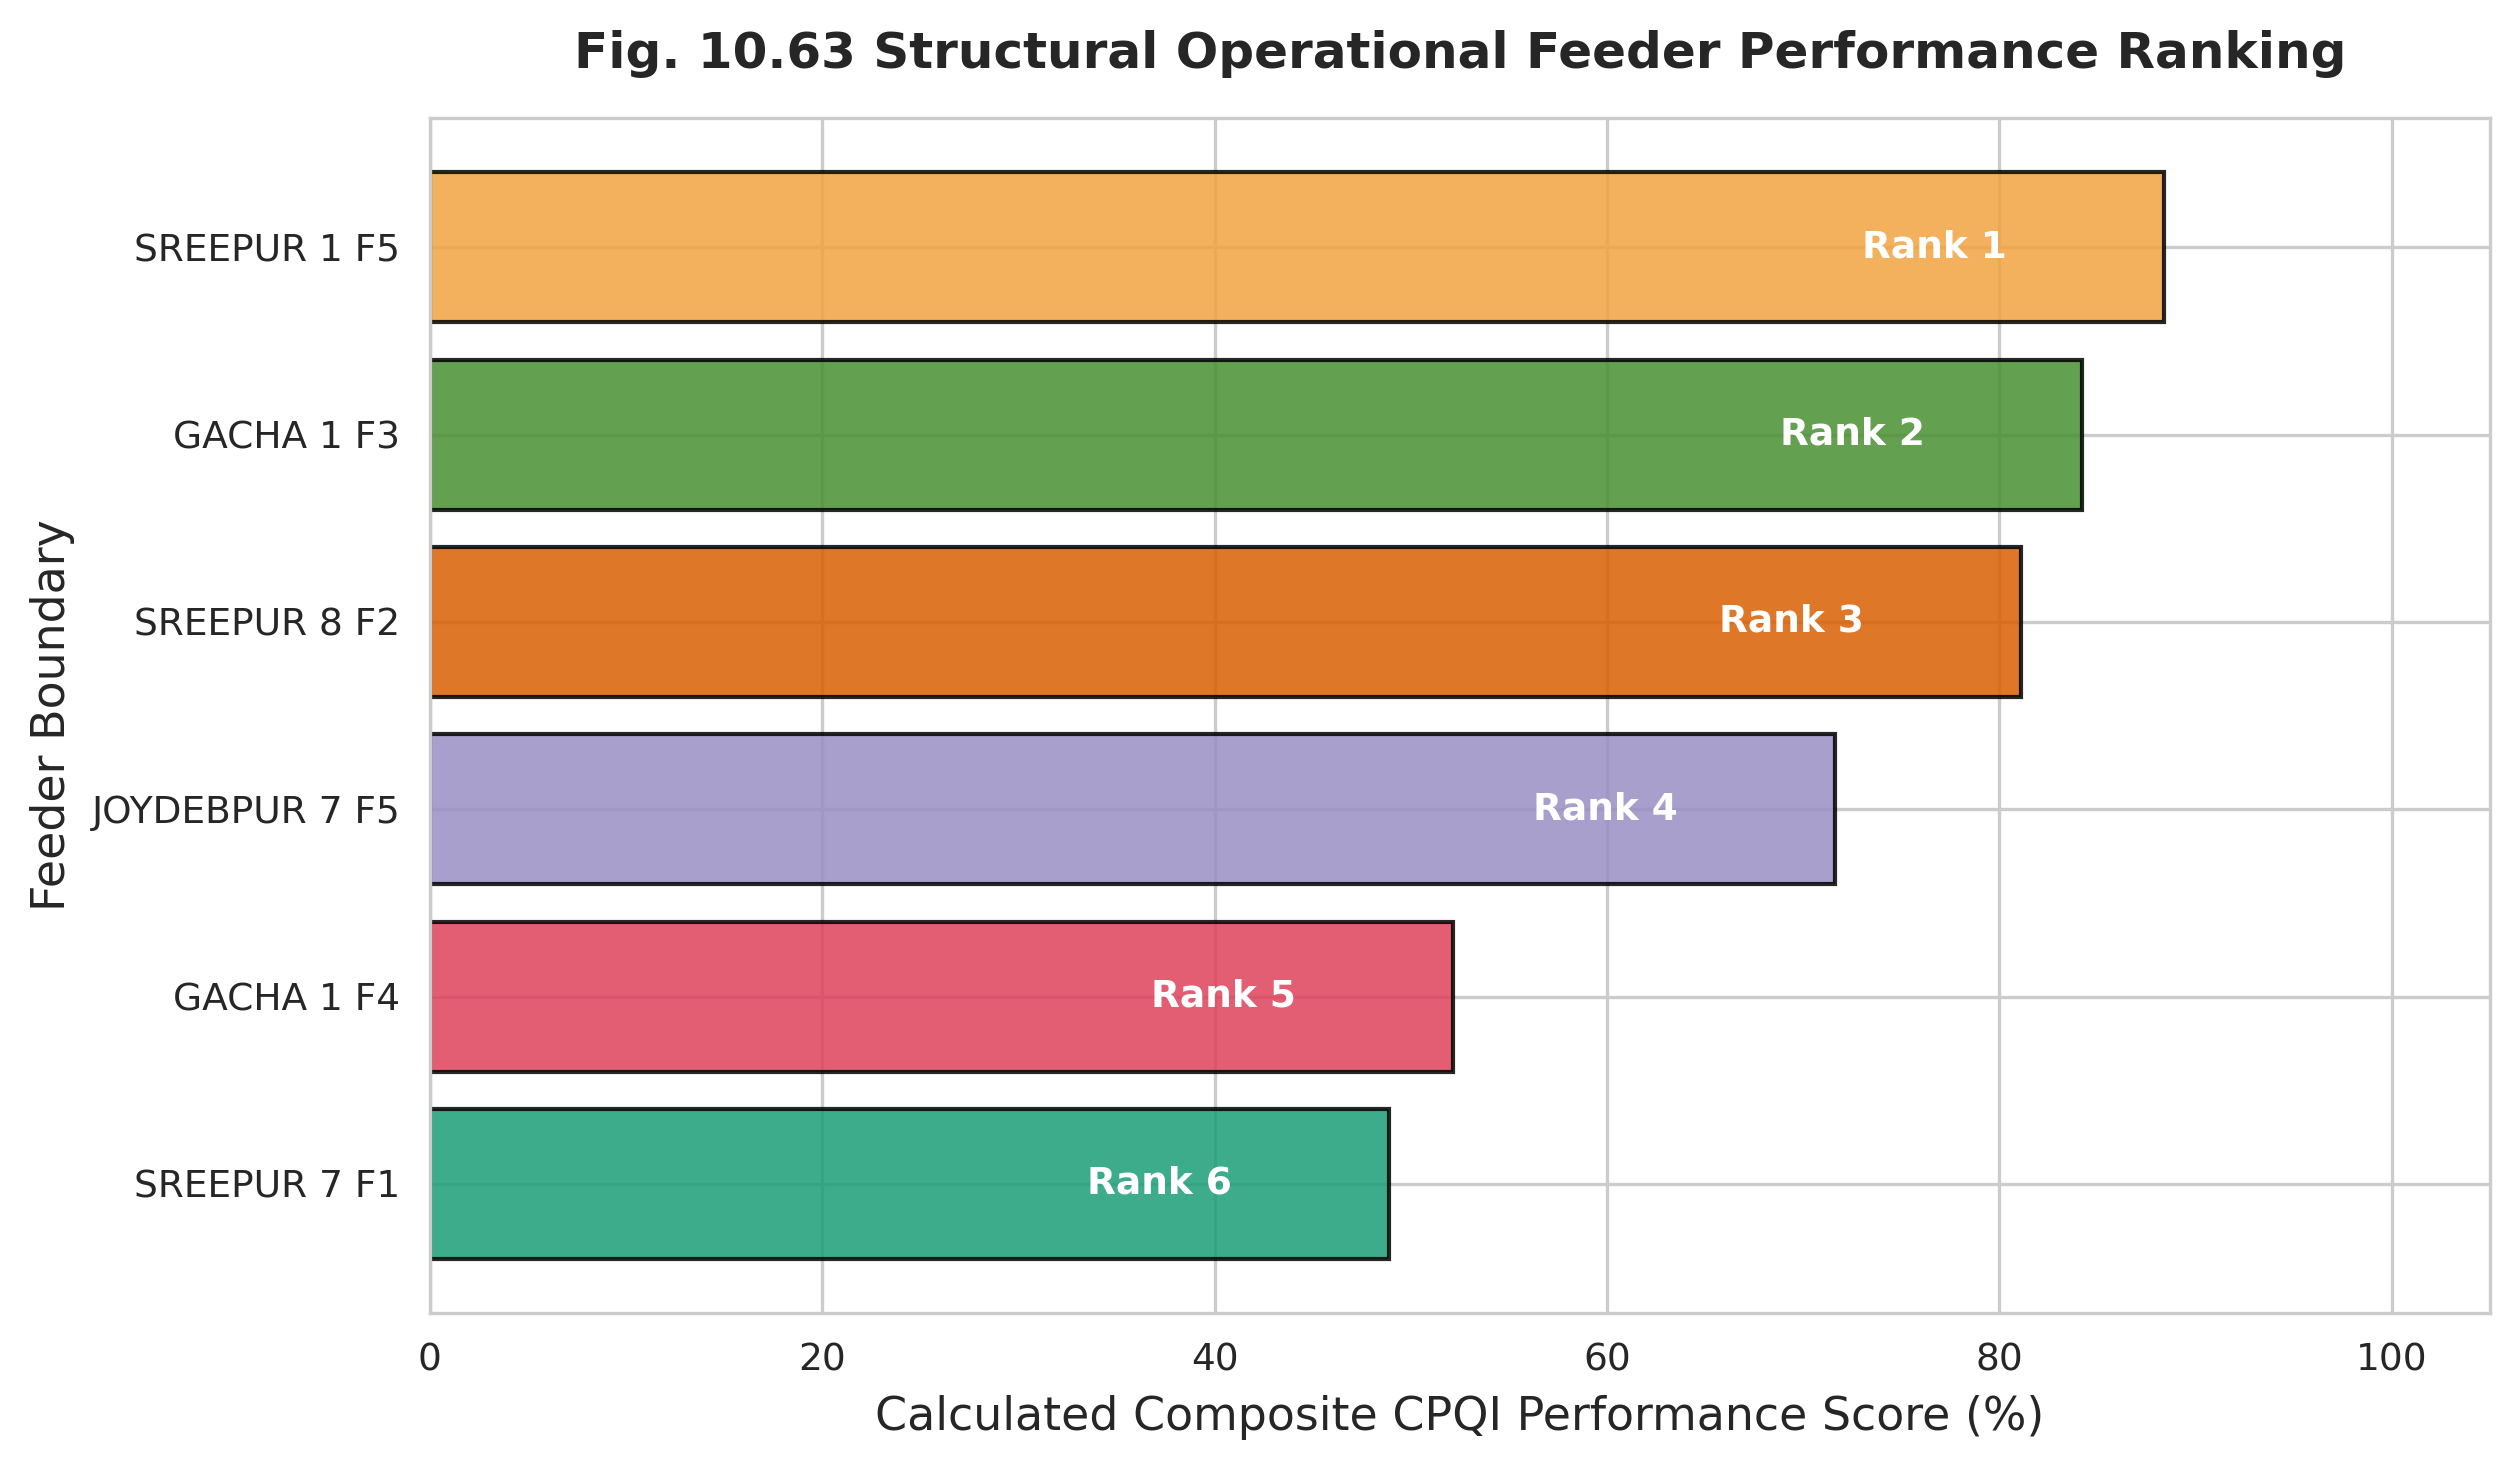 Fig. 10.63 Structural Operational Feeder Performance Ranking
Feeder Boundary
SREEPUR 1 F5
Rank 1
GACHA 1 F3
Rank 2
SREEPUR 8 F2
Rank 3
JOYDEBPUR 7 F5
Rank 4
GACHA 1 F4
Rank 5
SREEPUR 7 F1
Rank 6
0 20 40 60 80 100
Calculated Composite CPQI Performance Score (%)